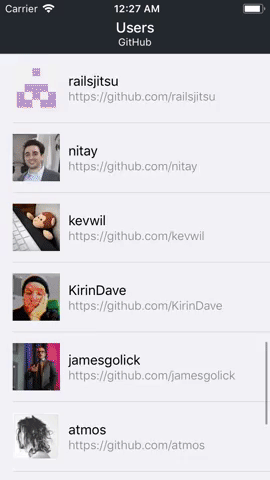 Carrier 12:27 AM
Users
GitHub
railsjitsu
https://github.com/railsjitsu
nitay
https://github.com/nitay
kevwil
https://github.com/kevwil
KirinDave
https://github.com/KirinDave
jamesgolick
https://github.com/jamesgolick
atmos
https://github.com/atmos